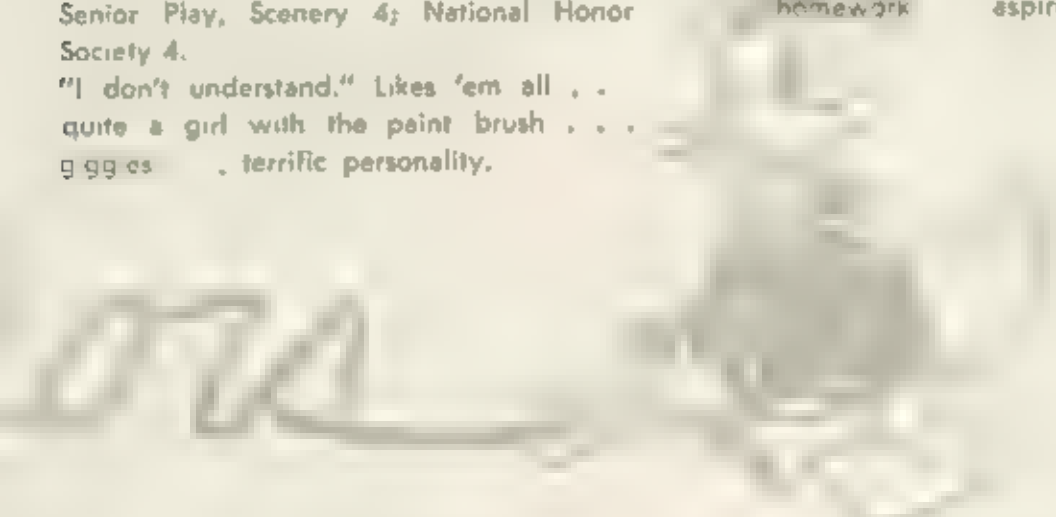 Senior Play, Scenery 4; National Honor
Society 4.
"I don't understand." Likes 'em all . .
quite a girl with the paint brush . . .
. terrific personality.
homework